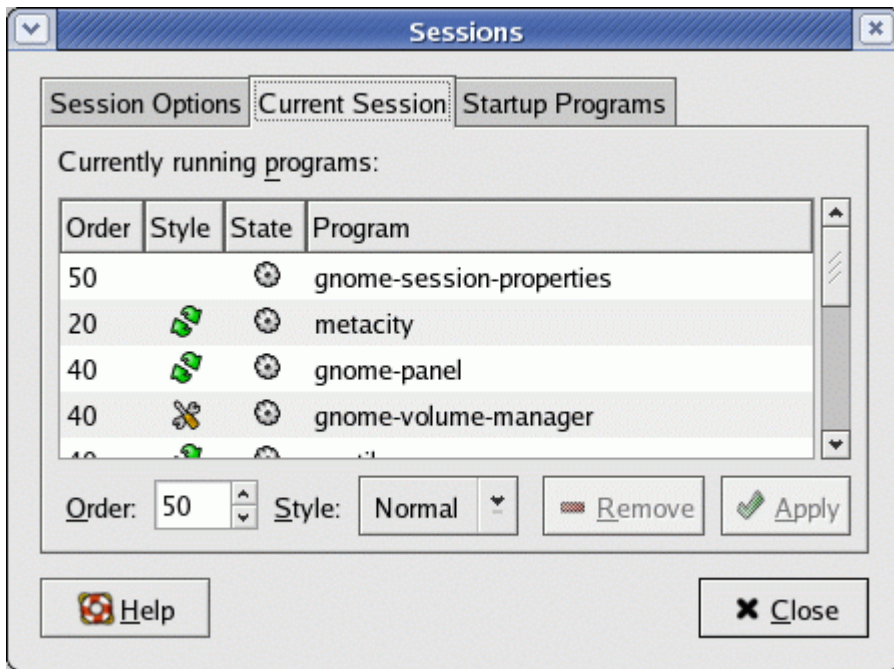 Sessions
Session Options Current Session Startup Programs
Currently running programs:
Order Style State Program
50 gnome-session-properties
20 metacity
40 gnome-panel
40 gnome-volume-manager
Order: 50 Style: Normal Remove Apply
Help Close